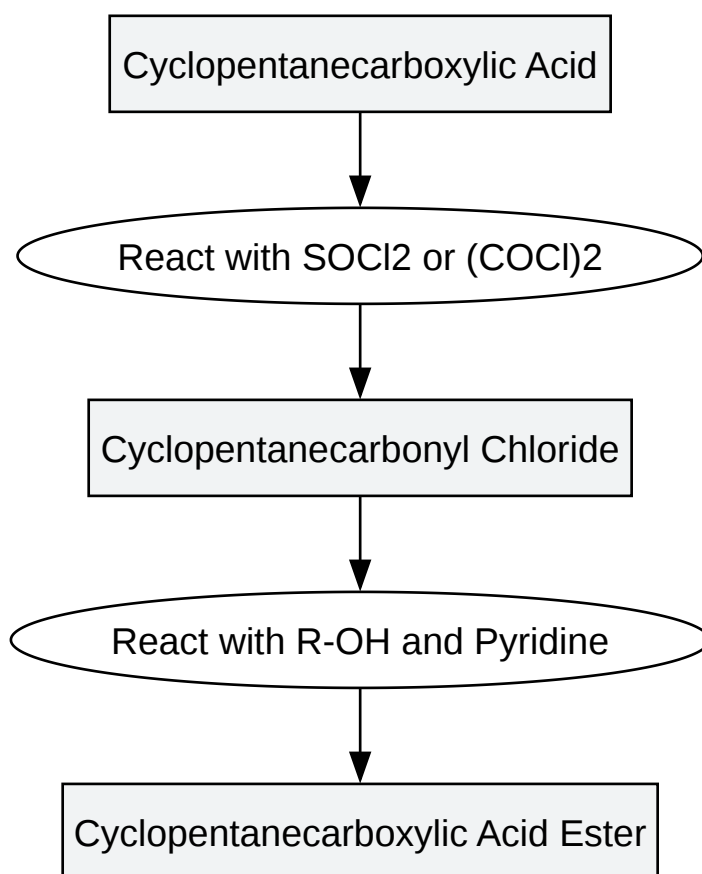 Cyclopentanecarboxylic Acid
React with SOCl2 or (COCl)2
Cyclopentanecarbonyl Chloride
React with R-OH and Pyridine
Cyclopentanecarboxylic Acid Ester